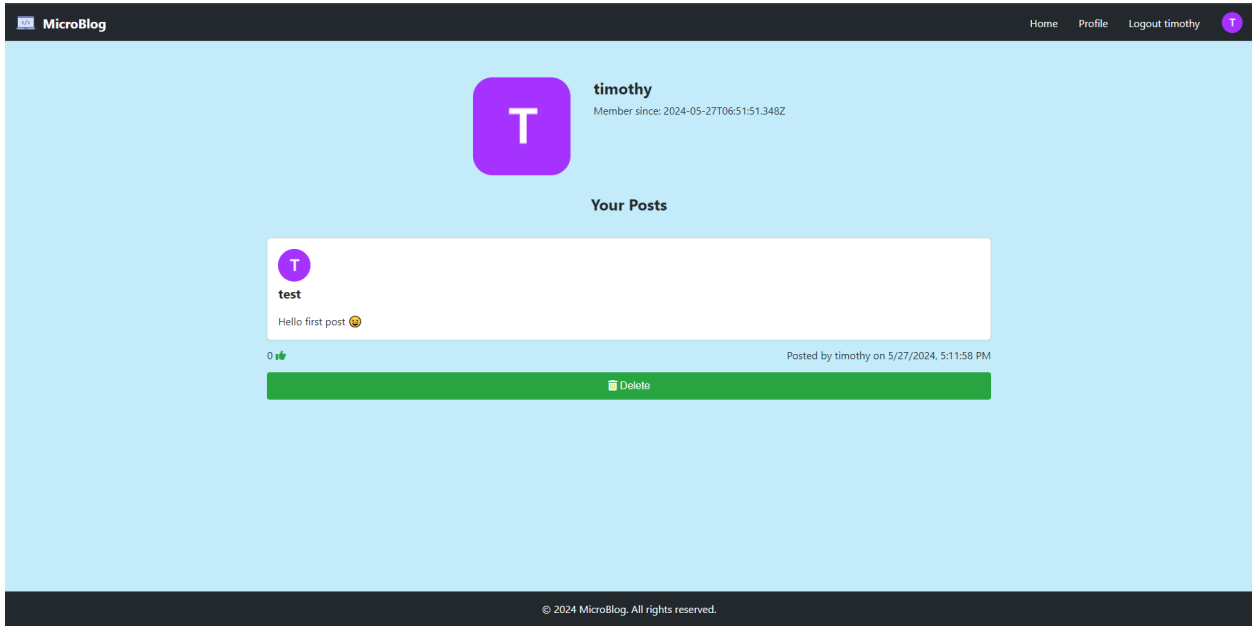 MicroBlog Home Profile Logout timothy T
T
timothy
Member since: 2024-05-27T06:51:51.348Z
Your Posts
T
test
Hello first post 😀
0 Posted by timothy on 5/27/2024, 5:11:58 PM
Delete
© 2024 MicroBlog. All rights reserved.